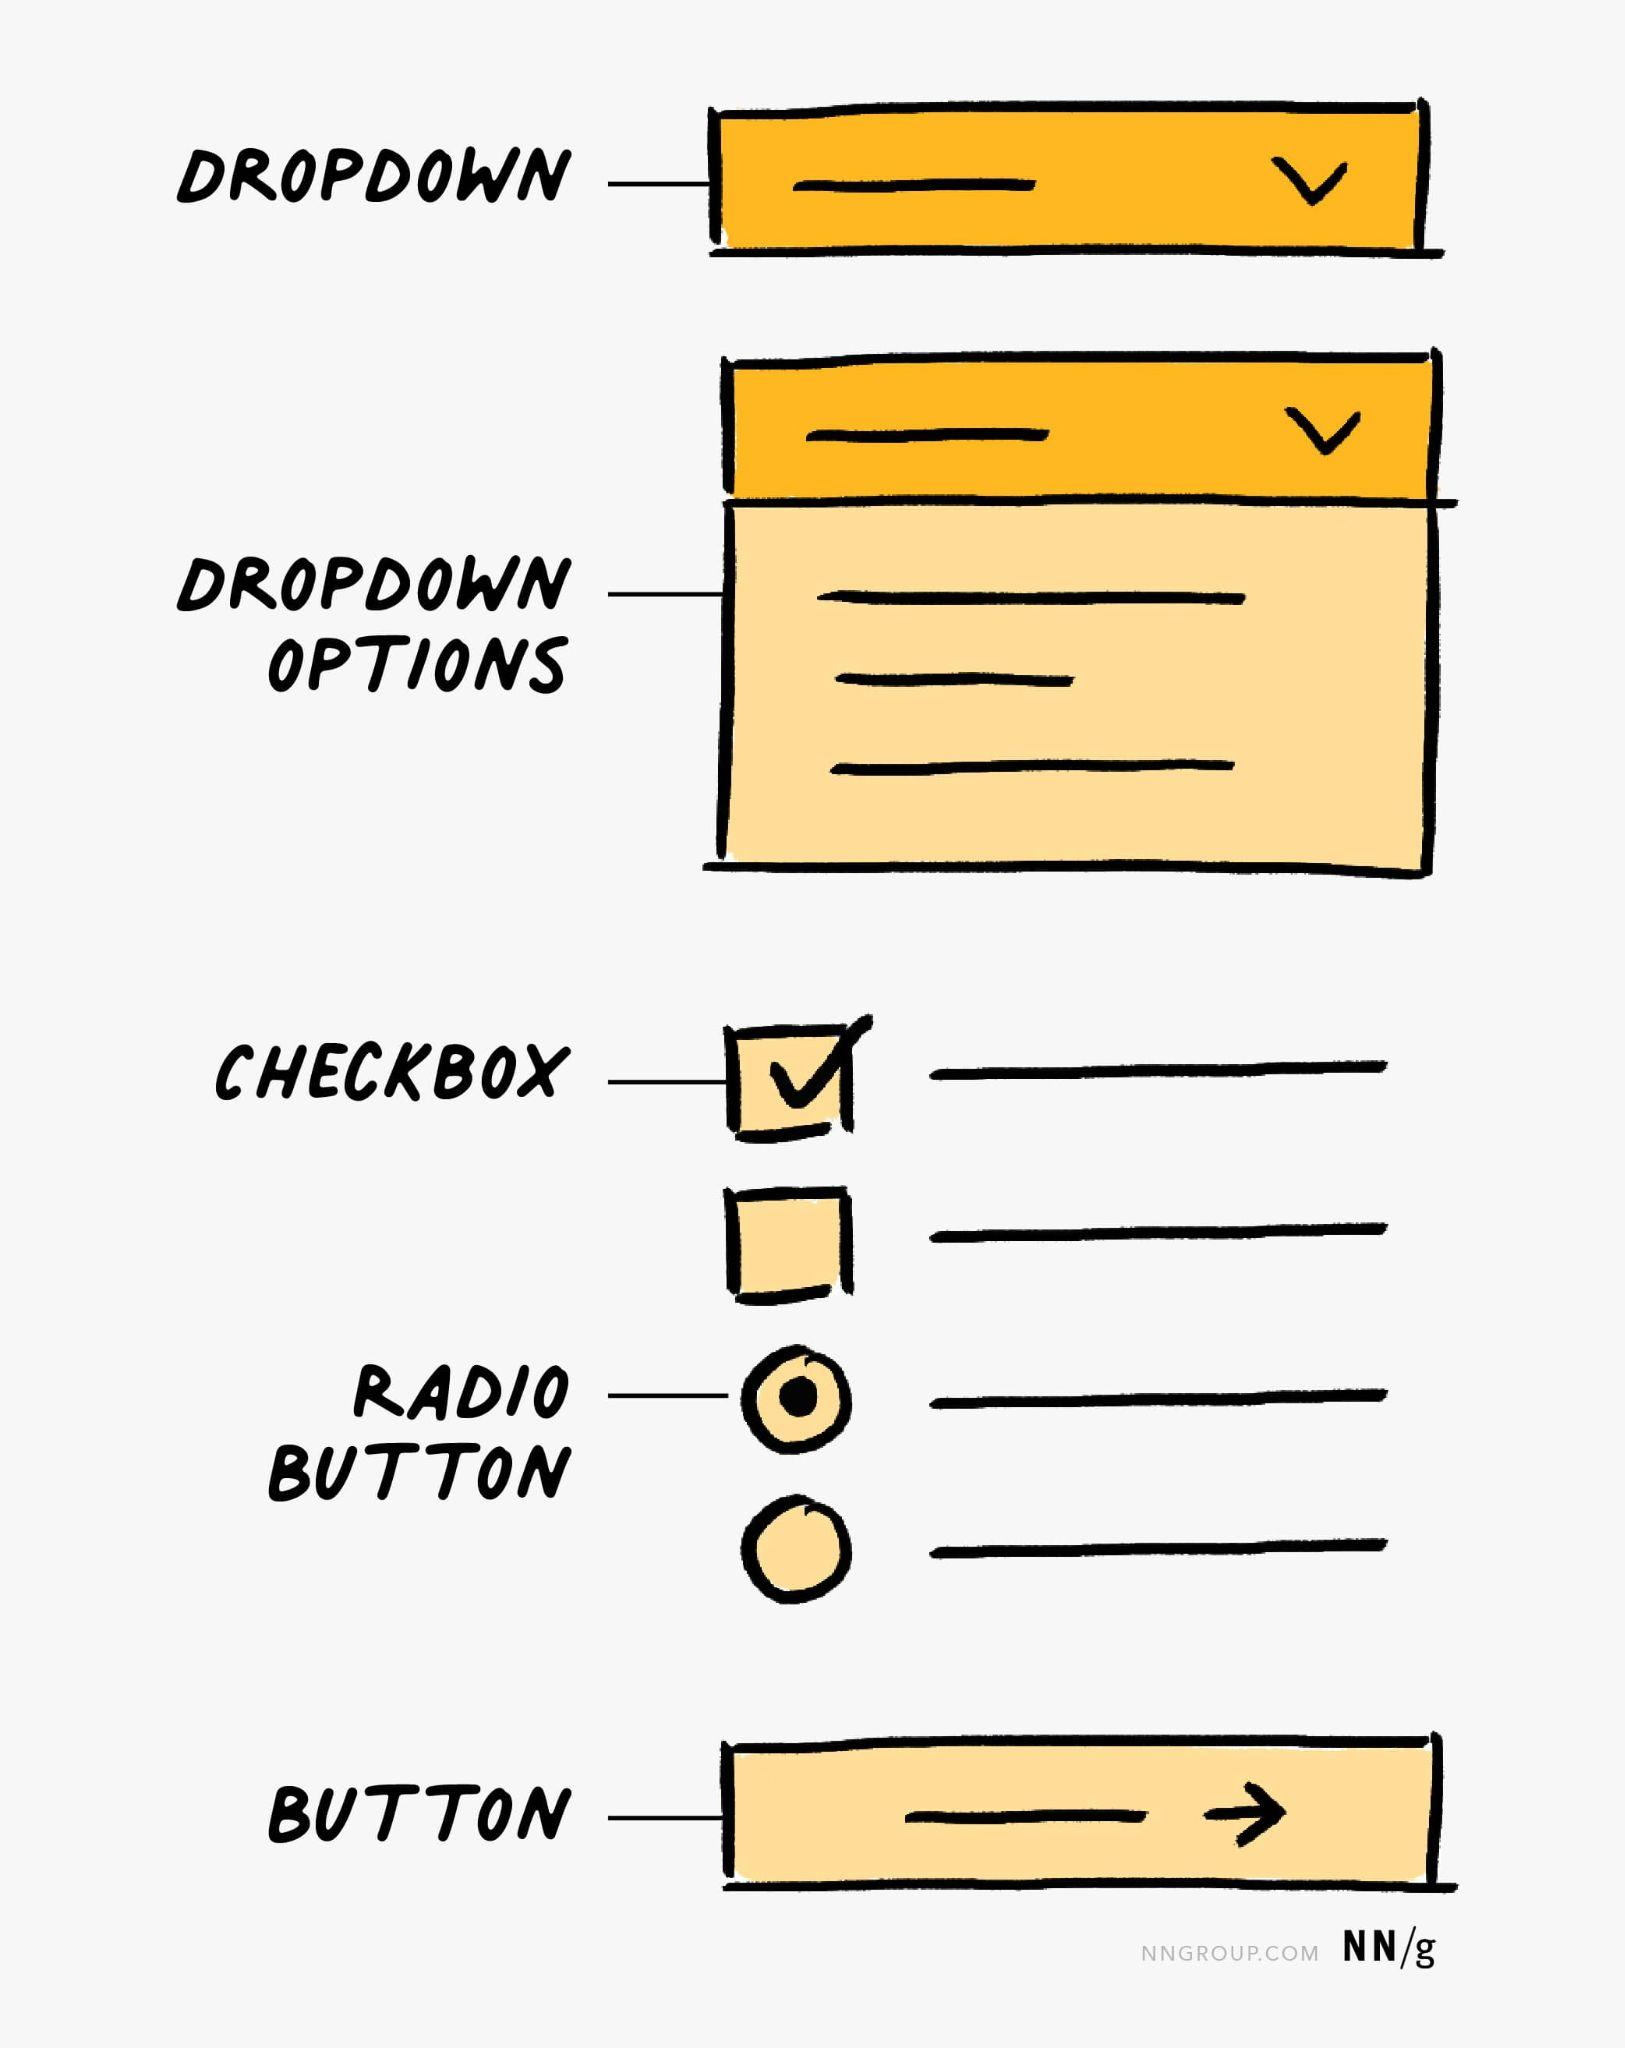 DROPDOWN
DROPDOWN
OPTIONS
CHECKBOX
RADIO
BUTTON
BUTTON
NNGROUP.COM NN/g